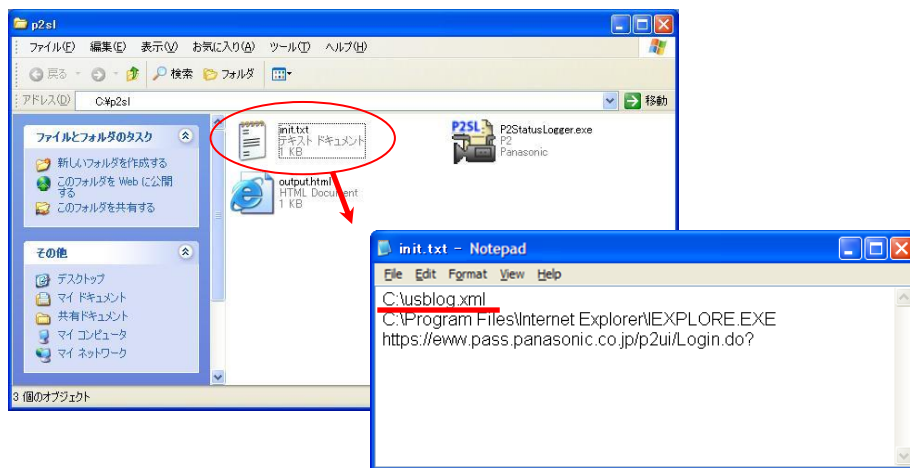 p2sl
ファイル(F) 編集(E) 表示(V) お気に入り(A) ツール(T) ヘルプ(H)
戻る 検索 フォルダ
アドレス(D) C:¥p2sl 移動
ファイルとフォルダのタスク
新しいフォルダを作成する
このフォルダを Web に公開
する
このフォルダを共有する
その他
デスクトップ
マイ ドキュメント
共有ドキュメント
マイ コンピュータ
マイ ネットワーク
init.txt
テキスト ドキュメント
1 KB
P2SL
P2StatusLogger.exe
P2
Panasonic
output.html
HTML Document
1 KB
3 個のオブジェクト
init.txt - Notepad
File Edit Format View Help
C:\usblog.xml
C:\Program Files\Internet Explorer\IEXPLORE.EXE
https://eww.pass.panasonic.co.jp/p2ui/Login.do?